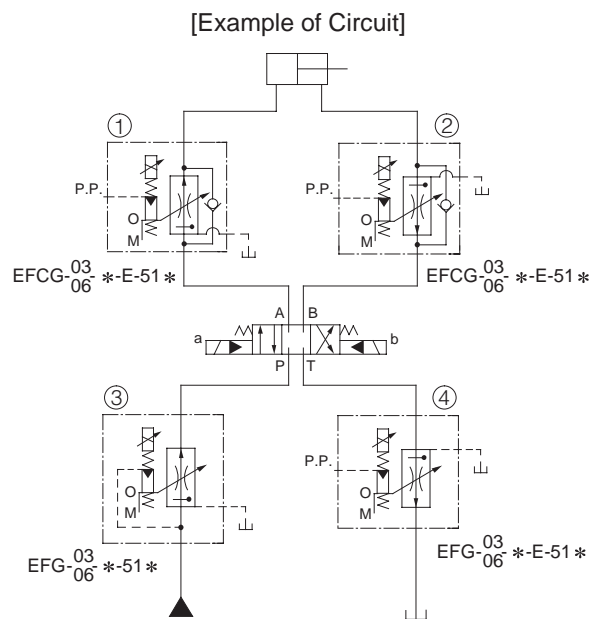 [Example of Circuit]
① ②
P.P. P.P.
O O
M M
EFCG-03/06- *-E-51* EFCG-03/06- *-E-51*
A B
a b
P T
③ ④
P.P.
O O
M M
EFG-03/06- *-51* EFG-03/06- *-E-51*